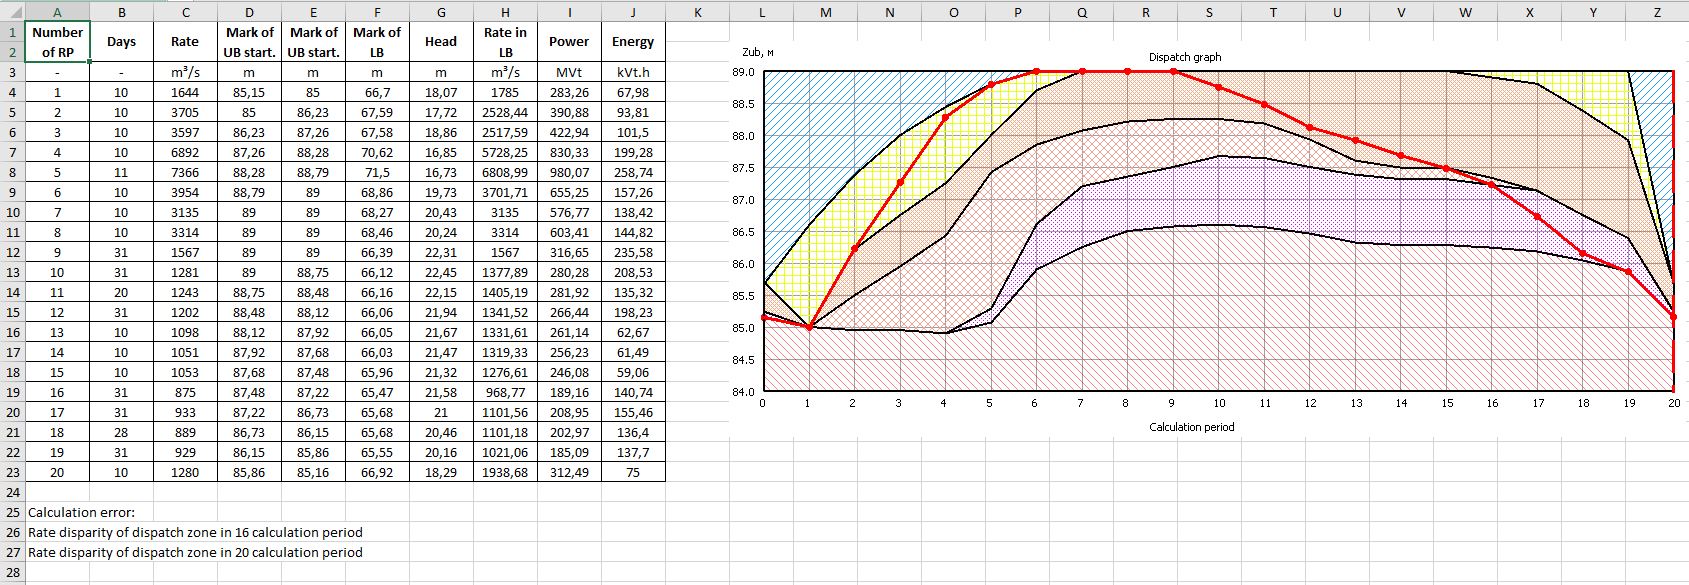 A B C D E F G H I J K L M N O P Q R S T U V W X Y Z
1 Number of RP Days Rate Mark of UB start. Mark of UB start. Mark of LB Head Rate in LB Power Energy
2
3 - - m³/s m m m m m³/s MVt kVt.h
4 1 10 1644 85,15 85 66,7 18,07 1785 283,26 67,98
5 2 10 3705 85 86,23 67,59 17,72 2528,44 390,88 93,81
6 3 10 3597 86,23 87,26 67,58 18,86 2517,59 422,94 101,5
7 4 10 6892 87,26 88,28 70,62 16,85 5728,25 830,33 199,28
8 5 11 7366 88,28 88,79 71,5 16,73 6808,99 980,07 258,74
9 6 10 3954 88,79 89 68,86 19,73 3701,71 655,25 157,26
10 7 10 3135 89 89 68,27 20,43 3135 576,77 138,42
11 8 10 3314 89 89 68,46 20,24 3314 603,41 144,82
12 9 31 1567 89 89 66,39 22,31 1567 316,65 235,58
13 10 31 1281 89 88,75 66,12 22,45 1377,89 280,28 208,53
14 11 20 1243 88,75 88,48 66,16 22,15 1405,19 281,92 135,32
15 12 31 1202 88,48 88,12 66,06 21,94 1341,52 266,44 198,23
16 13 10 1098 88,12 87,92 66,05 21,67 1331,61 261,14 62,67
17 14 10 1051 87,92 87,68 66,03 21,47 1319,33 256,23 61,49
18 15 10 1053 87,68 87,48 65,96 21,32 1276,61 246,08 59,06
19 16 31 875 87,48 87,22 65,47 21,58 968,77 189,16 140,74
20 17 31 933 87,22 86,73 65,68 21 1101,56 208,95 155,46
21 18 28 889 86,73 86,15 65,68 20,46 1101,18 202,97 136,4
22 19 31 929 86,15 85,86 65,55 20,16 1021,06 185,09 137,7
23 20 10 1280 85,86 85,16 66,92 18,29 1938,68 312,49 75
24
25 Calculation error:
26 Rate disparity of dispatch zone in 16 calculation period
27 Rate disparity of dispatch zone in 20 calculation period
28
Zub, м
Dispatch graph
89.0
88.5
88.0
87.5
87.0
86.5
86.0
85.5
85.0
84.5
84.0
0 1 2 3 4 5 6 7 8 9 10 11 12 13 14 15 16 17 18 19 20
Calculation period